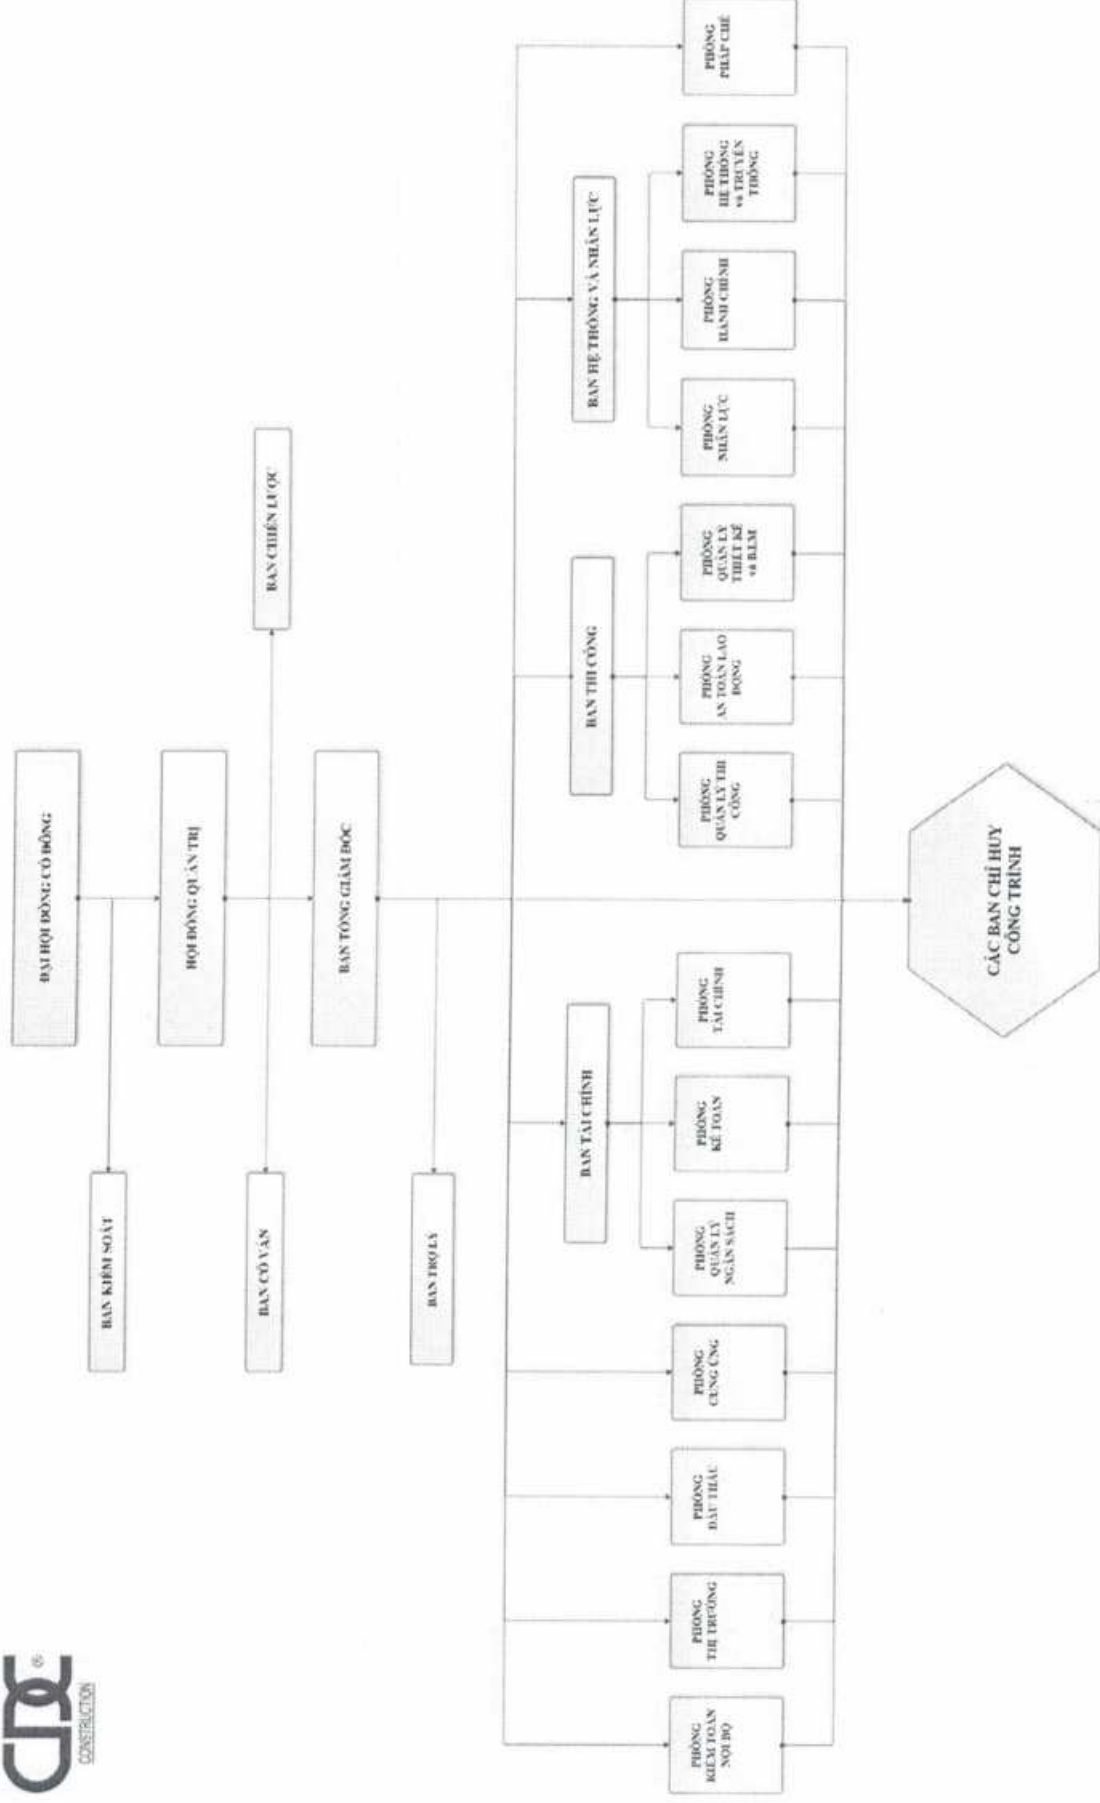 CDC ®
CONSTRUCTION
ĐẠI HỘI ĐỒNG CỔ ĐÔNG
BAN KIỂM SOÁT
HỘI ĐỒNG QUẢN TRỊ
BAN CỐ VẤN
BAN CHIẾN LƯỢC
BAN TỔNG GIÁM ĐỐC
BAN TRỢ LÝ
BAN TÀI CHÍNH
BAN THI CÔNG
BAN HỆ THỐNG VÀ NHÂN LỰC
PHÒNG
KIỂM TOÁN
NỘI BỘ
PHÒNG
THỊ TRƯỜNG
PHÒNG
ĐẤU THẦU
PHÒNG
CUNG ỨNG
PHÒNG
QUẢN LÝ
NGÂN SÁCH
PHÒNG
KẾ TOÁN
PHÒNG
TÀI CHÍNH
PHÒNG
QUẢN LÝ THI
CÔNG
PHÒNG
AN TOÀN LAO
ĐỘNG
PHÒNG
QUẢN LÝ
THIẾT KẾ
và B.I.M
PHÒNG
NHÂN LỰC
PHÒNG
HÀNH CHÍNH
PHÒNG
HỆ THỐNG
và TRUYỀN
THÔNG
PHÒNG
PHÁP CHẾ
CÁC BAN CHỈ HUY
CÔNG TRÌNH